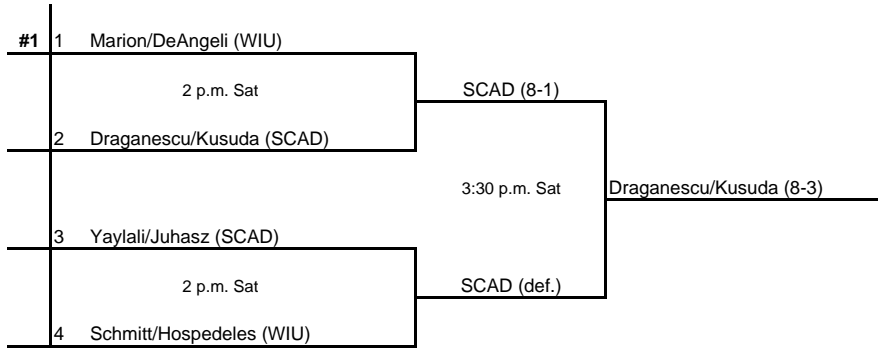 #1 1 Marion/DeAngeli (WIU)
2 p.m. Sat SCAD (8-1)
2 Draganescu/Kusuda (SCAD)
3:30 p.m. Sat Draganescu/Kusuda (8-3)
3 Yaylali/Juhasz (SCAD)
2 p.m. Sat SCAD (def.)
4 Schmitt/Hospedeles (WIU)